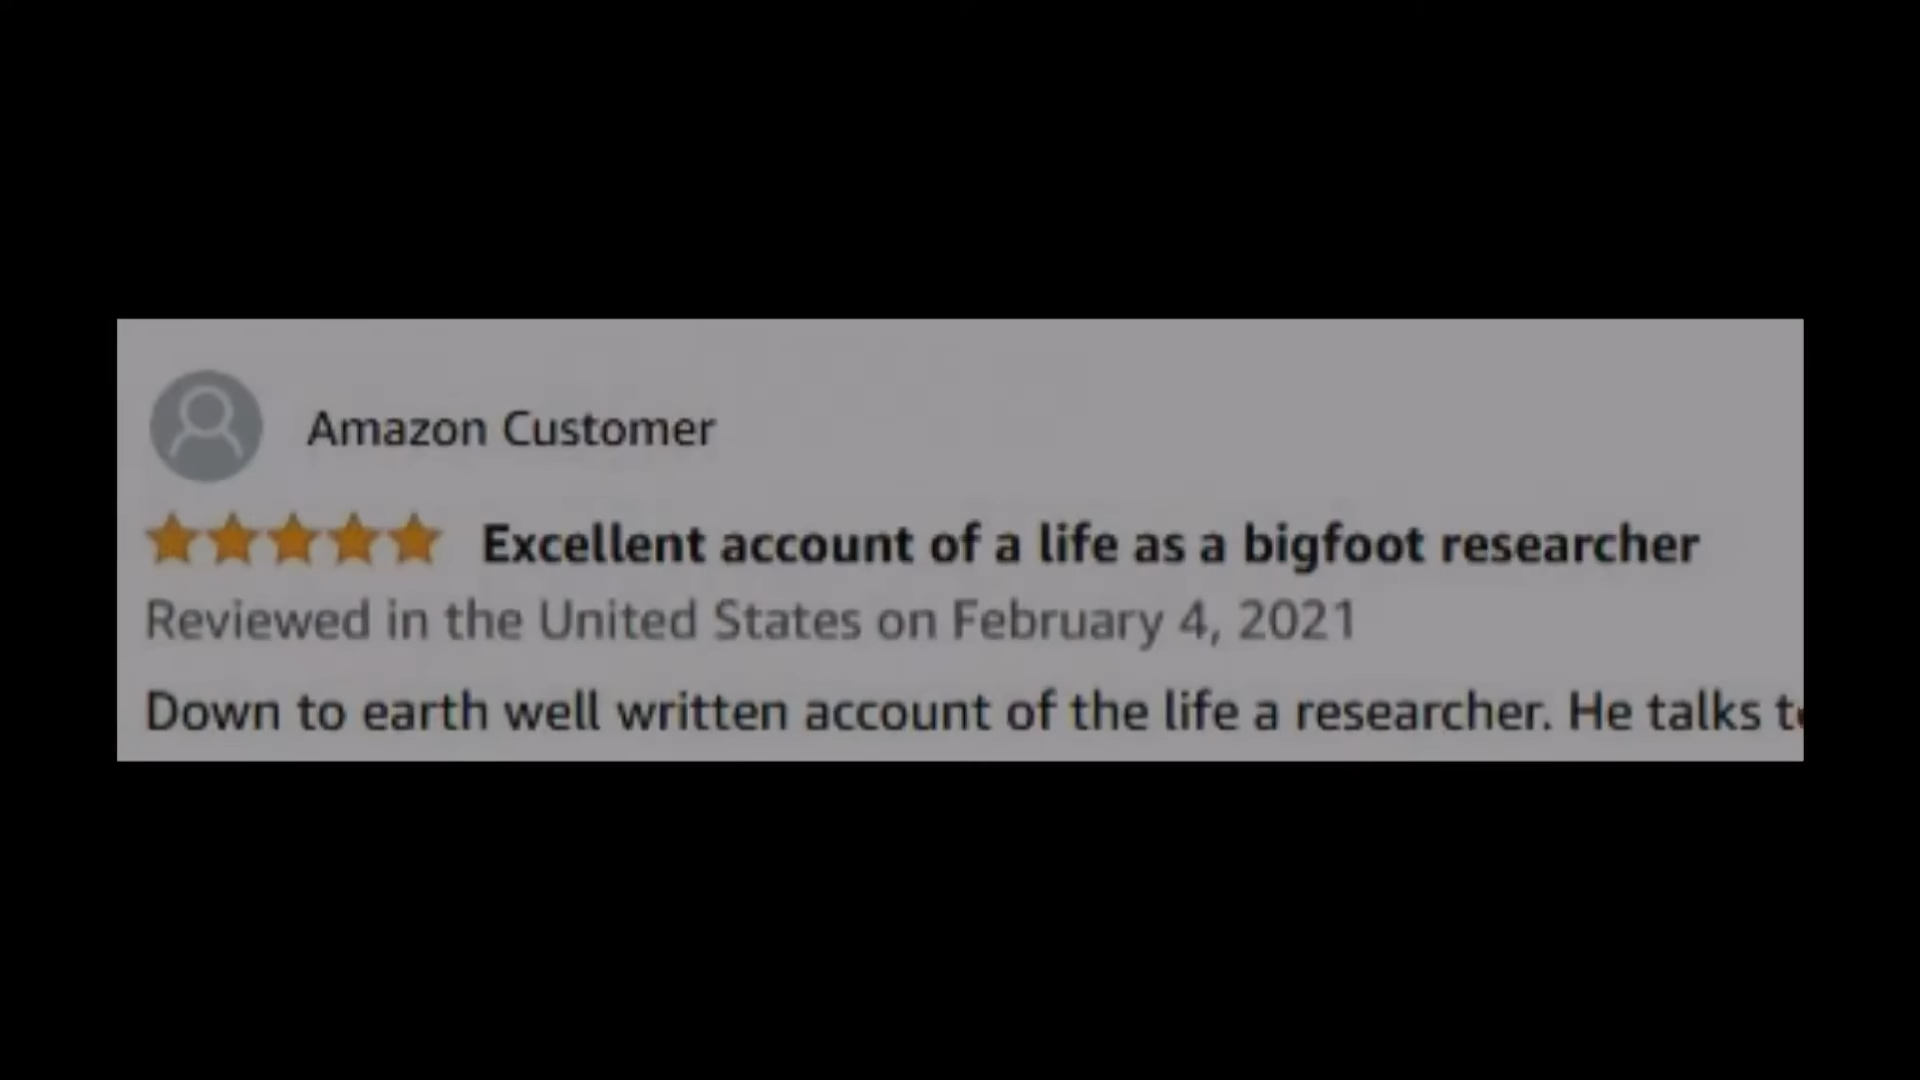 Amazon Customer
Excellent account of a life as a bigfoot researcher
Reviewed in the United States on February 4, 2021
Down to earth well written account of the life a researcher. He talks